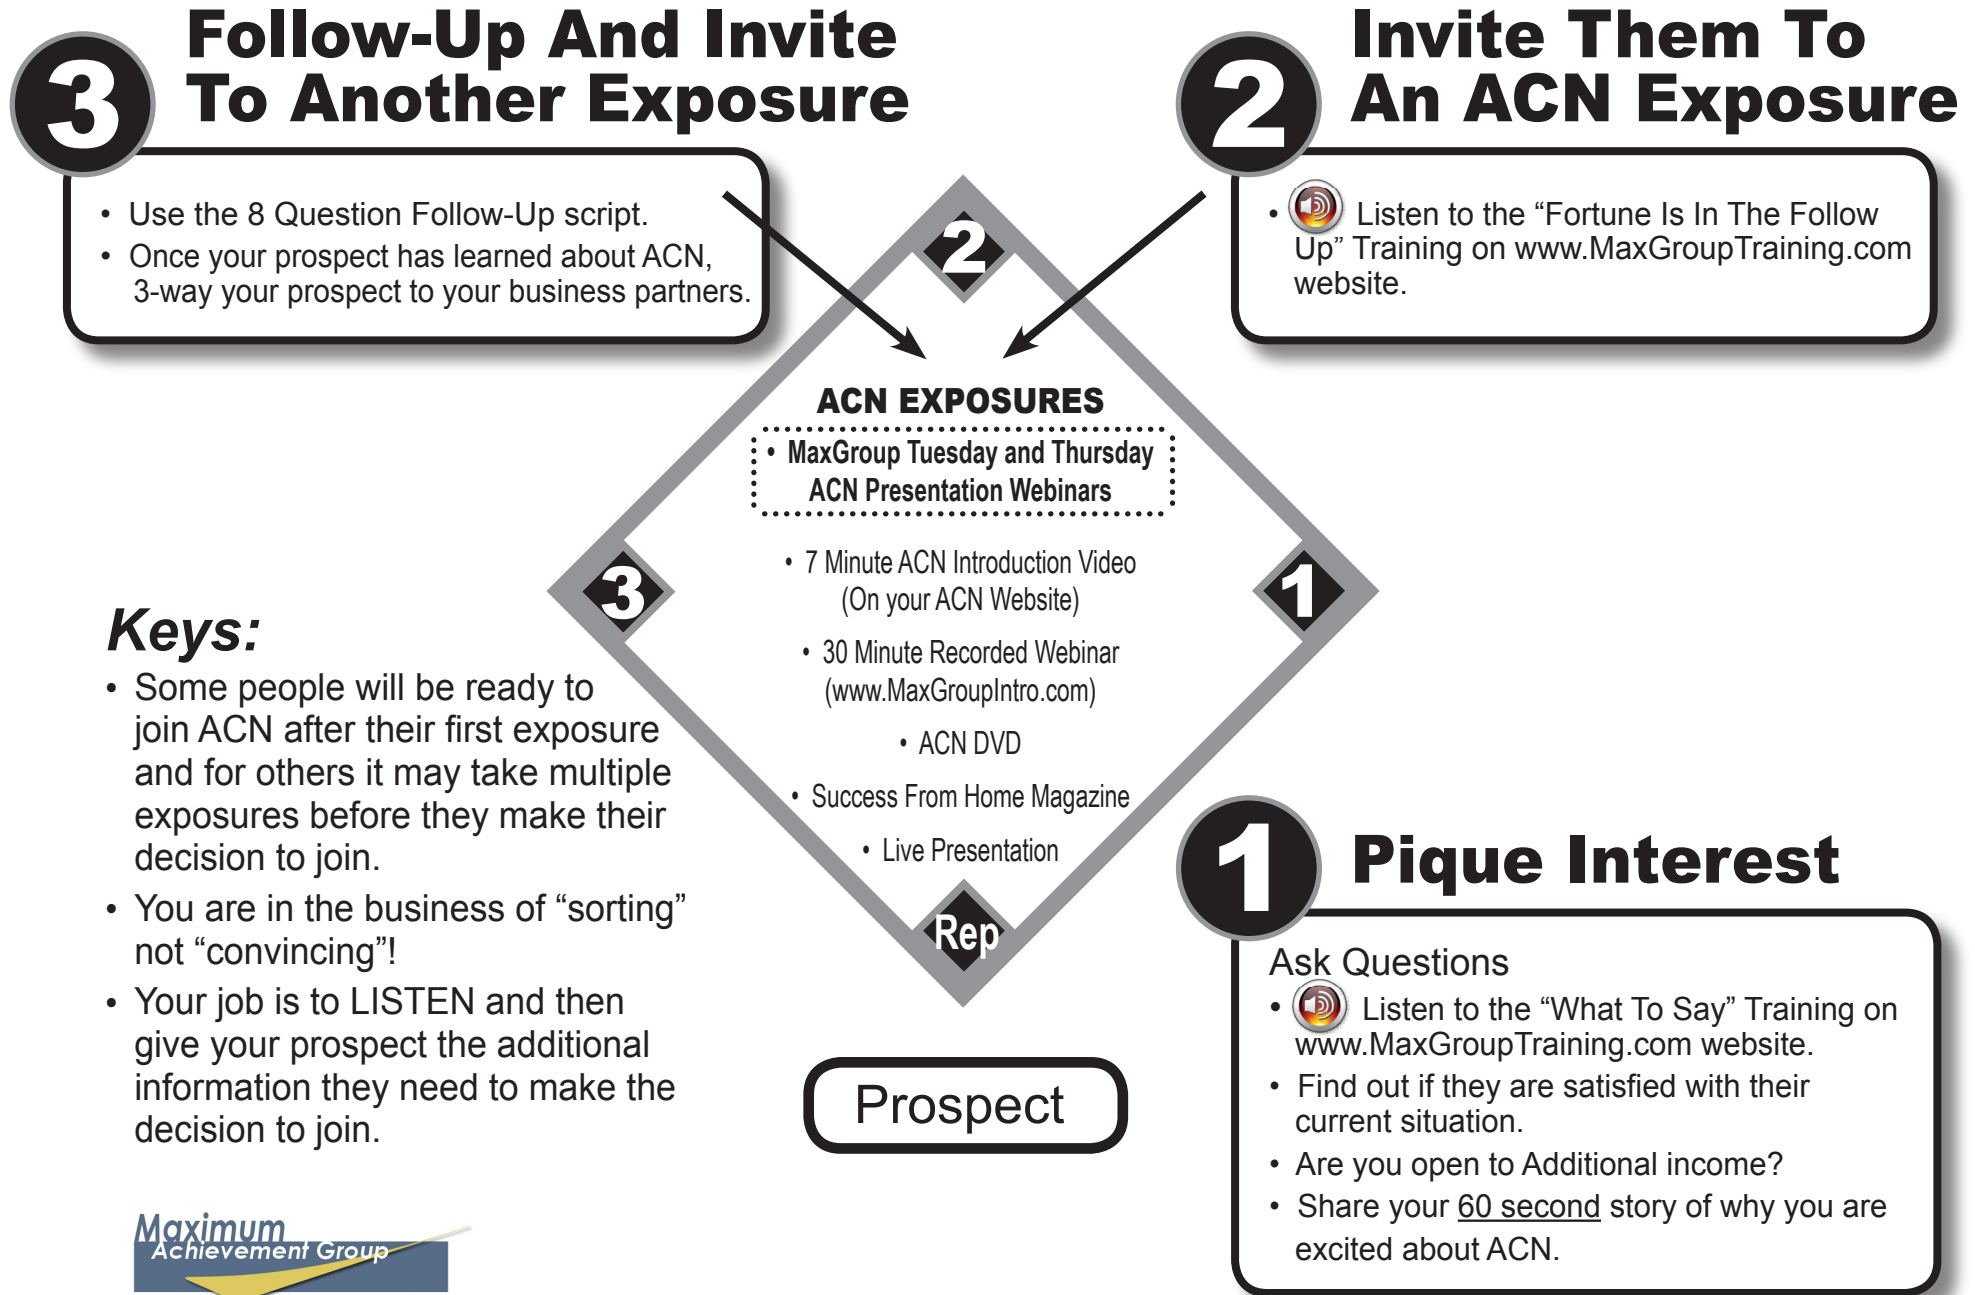 3
Follow-Up And Invite
To Another Exposure
• Use the 8 Question Follow-Up script.
• Once your prospect has learned about ACN,
3-way your prospect to your business partners.
2
Invite Them To
An ACN Exposure
• Listen to the “Fortune Is In The Follow
Up” Training on www.MaxGroupTraining.com
website.
2
ACN EXPOSURES
• MaxGroup Tuesday and Thursday
ACN Presentation Webinars
• 7 Minute ACN Introduction Video
(On your ACN Website)
• 30 Minute Recorded Webinar
(www.MaxGroupIntro.com)
• ACN DVD
• Success From Home Magazine
• Live Presentation
3
1
Rep
Prospect
Keys:
• Some people will be ready to
join ACN after their first exposure
and for others it may take multiple
exposures before they make their
decision to join.
• You are in the business of “sorting”
not “convincing”!
• Your job is to LISTEN and then
give your prospect the additional
information they need to make the
decision to join.
1
Pique Interest
Ask Questions
• Listen to the “What To Say” Training on
www.MaxGroupTraining.com website.
• Find out if they are satisfied with their
current situation.
• Are you open to Additional income?
• Share your 60 second story of why you are
excited about ACN.
Maximum
Achievement Group